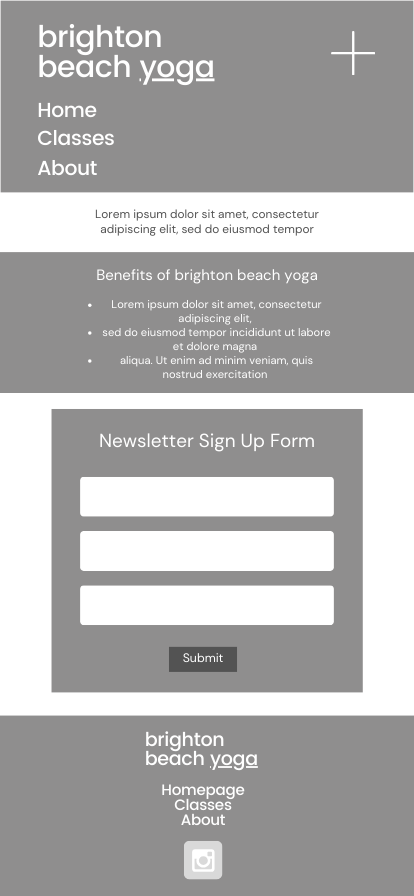 brighton
beach yoga
Home
Classes
About
Lorem ipsum dolor sit amet, consectetur
adipiscing elit, sed do eiusmod tempor
Benefits of brighton beach yoga
• Lorem ipsum dolor sit amet, consectetur
adipiscing elit,
• sed do eiusmod tempor incididunt ut labore
et dolore magna
• aliqua. Ut enim ad minim veniam, quis
nostrud exercitation
Newsletter Sign Up Form
Submit
brighton
beach yoga
Homepage
Classes
About